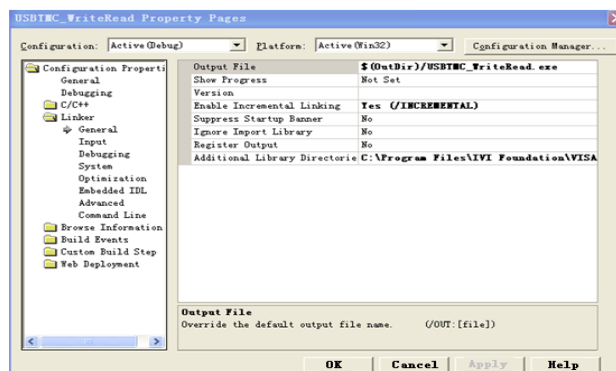 USBTMC_WriteRead Property Pages
Configuration: Active(Debug) Platform: Active(Win32) Configuration Manager...
Configuration Properti
General
Debugging
C/C++
Linker
General
Input
Debugging
System
Optimization
Embedded IDL
Advanced
Command Line
Browse Information
Build Events
Custom Build Step
Web Deployment
Output File $(OutDir)/USBTMC_WriteRead.exe
Show Progress Not Set
Version
Enable Incremental Linking Yes (/INCREMENTAL)
Suppress Startup Banner No
Ignore Import Library No
Register Output No
Additional Library Directorie C:\Program Files\IVI Foundation\VISA
Output File
Override the default output file name. (/OUT:[file])
OK Cancel Apply Help